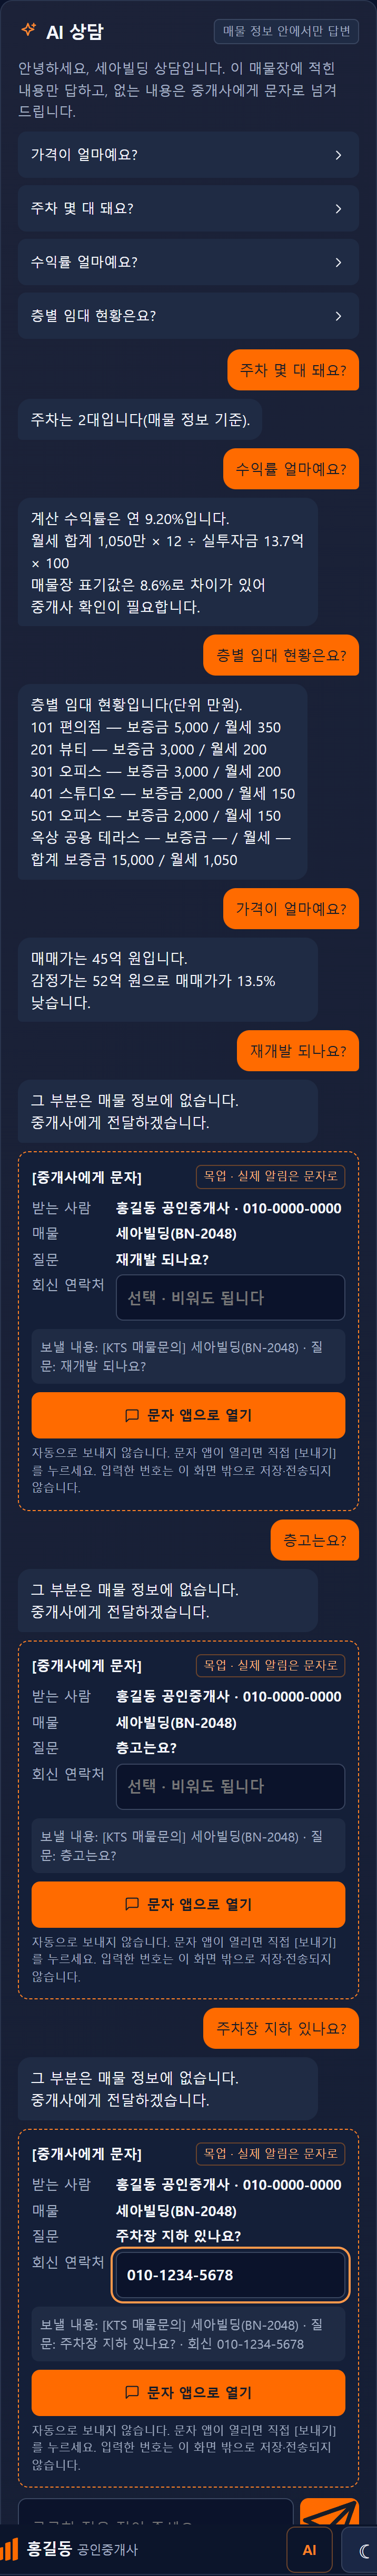 AI 상담
매물 정보 안에서만 답변
안녕하세요, 세아빌딩 상담입니다. 이 매물장에 적힌
내용만 답하고, 없는 내용은 중개사에게 문자로 넘겨
드립니다.
가격이 얼마예요?
주차 몇 대 돼요?
수익률 얼마예요?
층별 임대 현황은요?
주차 몇 대 돼요?
주차는 2대입니다(매물 정보 기준).
수익률 얼마예요?
계산 수익률은 연 9.20%입니다.
월세 합계 1,050만 × 12 ÷ 실투자금 13.7억
× 100
매물장 표기값은 8.6%로 차이가 있어
중개사 확인이 필요합니다.
층별 임대 현황은요?
층별 임대 현황입니다(단위 만원).
101 편의점 — 보증금 5,000 / 월세 350
201 뷰티 — 보증금 3,000 / 월세 200
301 오피스 — 보증금 3,000 / 월세 200
401 스튜디오 — 보증금 2,000 / 월세 150
501 오피스 — 보증금 2,000 / 월세 150
옥상 공용 테라스 — 보증금 — / 월세 —
합계 보증금 15,000 / 월세 1,050
가격이 얼마예요?
매매가는 45억 원입니다.
감정가는 52억 원으로 매매가가 13.5%
낮습니다.
재개발 되나요?
그 부분은 매물 정보에 없습니다.
중개사에게 전달하겠습니다.
[중개사에게 문자]
목업 · 실제 알림은 문자로
받는 사람 홍길동 공인중개사 · 010-0000-0000
매물 세아빌딩(BN-2048)
질문 재개발 되나요?
회신 연락처 선택 · 비워도 됩니다
보낼 내용: [KTS 매물문의] 세아빌딩(BN-2048) · 질
문: 재개발 되나요?
문자 앱으로 열기
자동으로 보내지 않습니다. 문자 앱이 열리면 직접 [보내기]
를 누르세요. 입력한 번호는 이 화면 밖으로 저장·전송되지
않습니다.
층고는요?
그 부분은 매물 정보에 없습니다.
중개사에게 전달하겠습니다.
[중개사에게 문자]
목업 · 실제 알림은 문자로
받는 사람 홍길동 공인중개사 · 010-0000-0000
매물 세아빌딩(BN-2048)
질문 층고는요?
회신 연락처 선택 · 비워도 됩니다
보낼 내용: [KTS 매물문의] 세아빌딩(BN-2048) · 질
문: 층고는요?
문자 앱으로 열기
자동으로 보내지 않습니다. 문자 앱이 열리면 직접 [보내기]
를 누르세요. 입력한 번호는 이 화면 밖으로 저장·전송되지
않습니다.
주차장 지하 있나요?
그 부분은 매물 정보에 없습니다.
중개사에게 전달하겠습니다.
[중개사에게 문자]
목업 · 실제 알림은 문자로
받는 사람 홍길동 공인중개사 · 010-0000-0000
매물 세아빌딩(BN-2048)
질문 주차장 지하 있나요?
회신 연락처 010-1234-5678
보낼 내용: [KTS 매물문의] 세아빌딩(BN-2048) · 질
문: 주차장 지하 있나요? · 회신 010-1234-5678
문자 앱으로 열기
자동으로 보내지 않습니다. 문자 앱이 열리면 직접 [보내기]
를 누르세요. 입력한 번호는 이 화면 밖으로 저장·전송되지
않습니다.
홍길동 공인중개사
AI